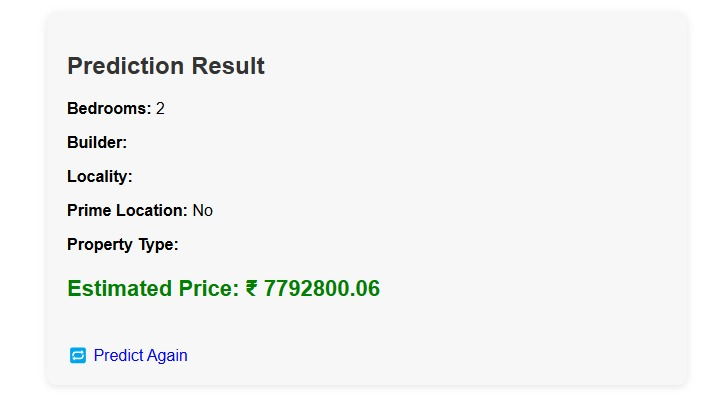 Prediction Result
Bedrooms: 2
Builder:
Locality:
Prime Location: No
Property Type:
Estimated Price: ₹ 7792800.06
Predict Again